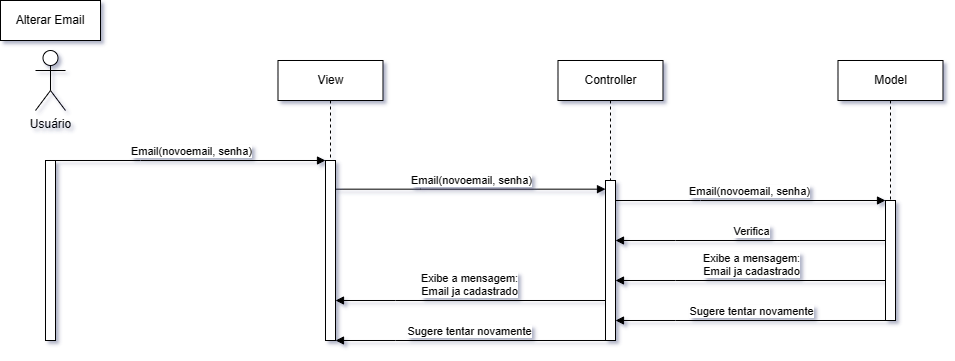 Alterar Email
Usuário
View
Controller
Model
Email(novoemail, senha)
Email(novoemail, senha)
Email(novoemail, senha)
Verifica
Exibe a mensagem:
Email ja cadastrado
Exibe a mensagem:
Email ja cadastrado
Sugere tentar novamente
Sugere tentar novamente